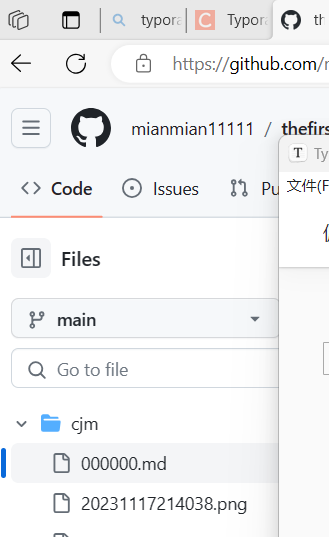 typora
Typora
th
https://github.com/
mianmian11111 / thefirs
T Ty
Code Issues Pu
文件(F
Files
main
Go to file
cjm
000000.md
20231117214038.png